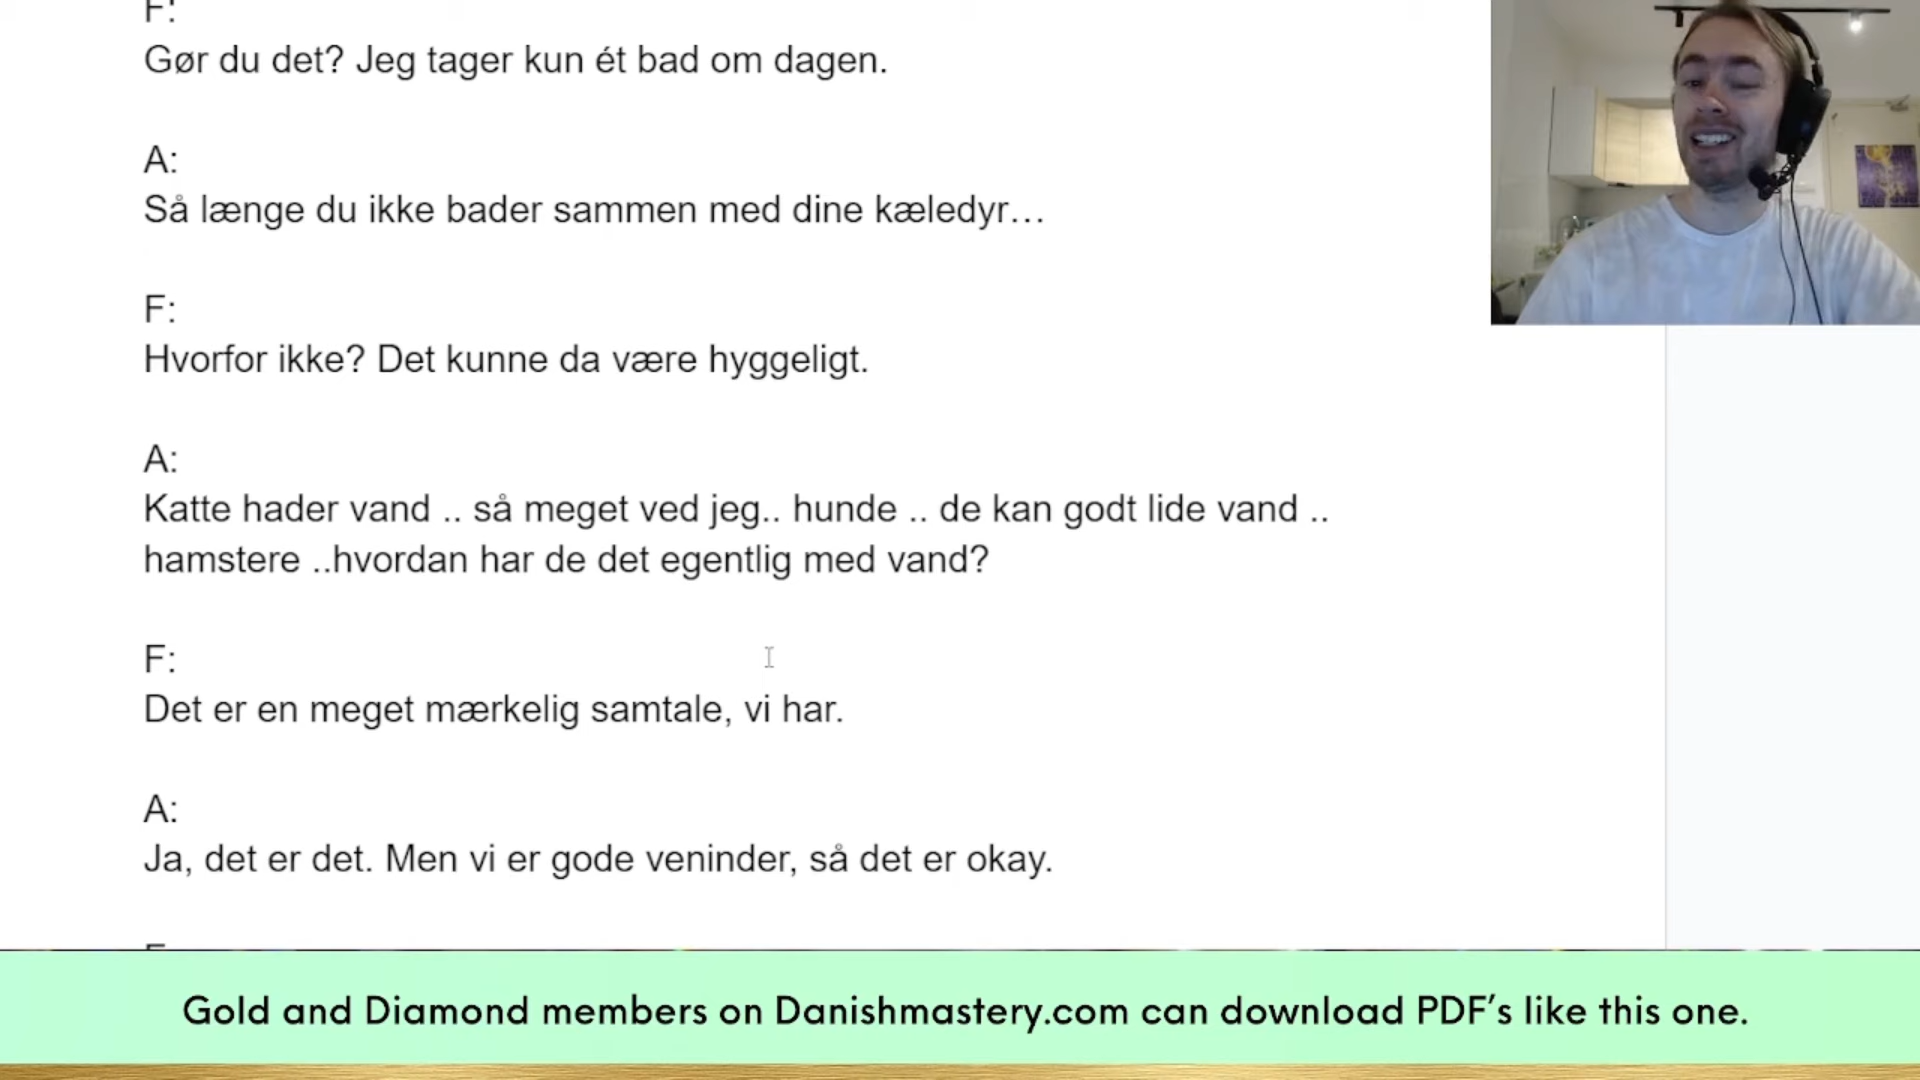 F:
Gør du det? Jeg tager kun ét bad om dagen.
A:
Så længe du ikke bader sammen med dine kæledyr…
F:
Hvorfor ikke? Det kunne da være hyggeligt.
A:
Katte hader vand .. så meget ved jeg.. hunde .. de kan godt lide vand ..
hamstere ..hvordan har de det egentlig med vand?
F:
Det er en meget mærkelig samtale, vi har.
A:
Ja, det er det. Men vi er gode veninder, så det er okay.
Gold and Diamond members on Danishmastery.com can download PDF’s like this one.